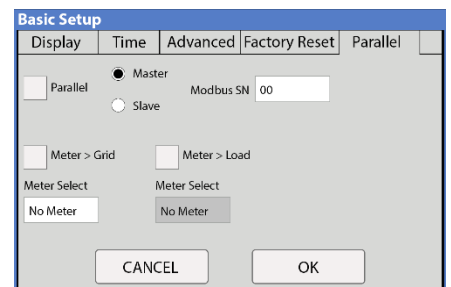 Basic Setup
Display Time Advanced Factory Reset Parallel
Parallel
Master
Slave
Modbus SN 00
Meter > Grid
Meter > Load
Meter Select
Meter Select
No Meter
No Meter
CANCEL
OK